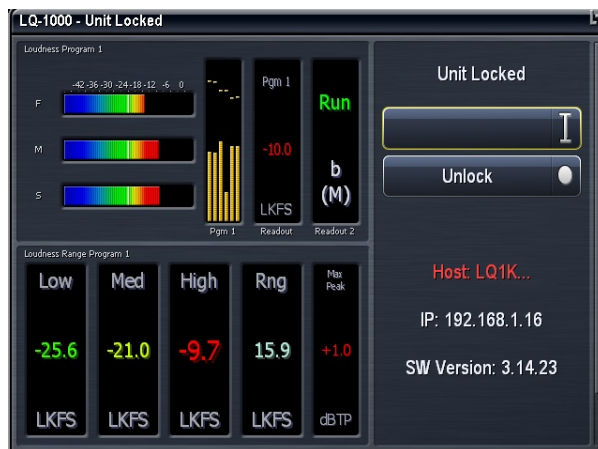 LQ-1000 - Unit Locked
Loudness Program 1
-42 -36 -30 -24 -18 -12 -6 0
F
M
S
Pgm 1
Pgm 1
-10.0
LKFS
Readout
Run
b
(M)
Readout 2
Loudness Range Program 1
Low
-25.6
LKFS
Med
-21.0
LKFS
High
-9.7
LKFS
Rng
15.9
LKFS
Max
Peak
+1.0
dBTP
Unit Locked
Unlock
Host: LQ1K...
IP: 192.168.1.16
SW Version: 3.14.23